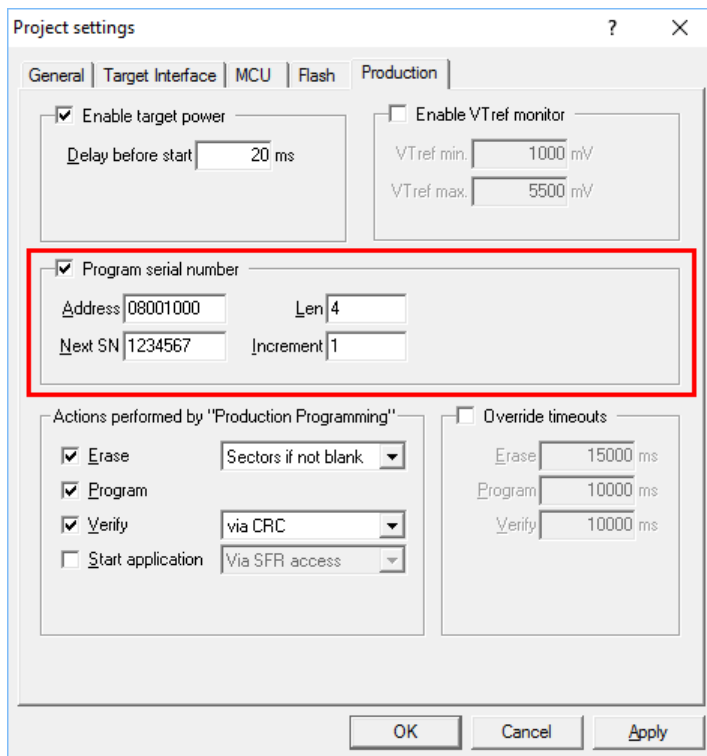 Project settings
General Target Interface MCU Flash Production
Enable target power
Delay before start 20 ms
Enable VTref monitor
VTref min. 1000 mV
VTref max. 5500 mV
Program serial number
Address 08001000 Len 4
Next SN 1234567 Increment 1
Actions performed by "Production Programming"
Erase Sectors if not blank
Program
Verify via CRC
Start application Via SFR access
Override timeouts
Erase 15000 ms
Program 10000 ms
Verify 10000 ms
OK Cancel Apply